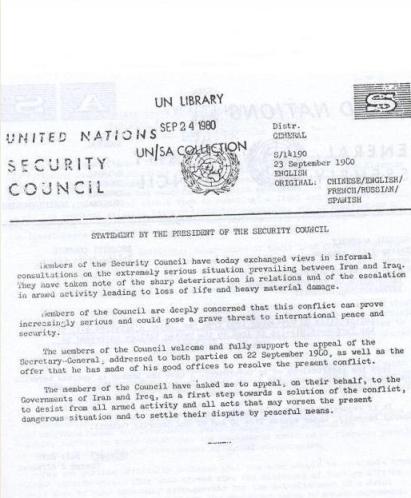 UN LIBRARY
SEP 24 1980
UN/SA COLLECTION
UNITED NATIONS
SECURITY
COUNCIL
S
Distr.
GENERAL
S/14190
23 September 1980
ENGLISH
ORIGINAL: CHINESE/ENGLISH/
FRENCH/RUSSIAN/
SPANISH
STATEMENT BY THE PRESIDENT OF THE SECURITY COUNCIL
Members of the Security Council have today exchanged views in informal
consultations on the extremely serious situation prevailing between Iran and Iraq.
They have taken note of the sharp deterioration in relations and of the escalation
in armed activity leading to loss of life and heavy material damage.
Members of the Council are deeply concerned that this conflict can prove
increasingly serious and could pose a grave threat to international peace and
security.
The members of the Council welcome and fully support the appeal of the
Secretary-General, addressed to both parties on 22 September 1980, as well as the
offer that he has made of his good offices to resolve the present conflict.
The members of the Council have asked me to appeal, on their behalf, to the
Governments of Iran and Iraq, as a first step towards a solution of the conflict,
to desist from all armed activity and all acts that may worsen the present
dangerous situation and to settle their dispute by peaceful means.